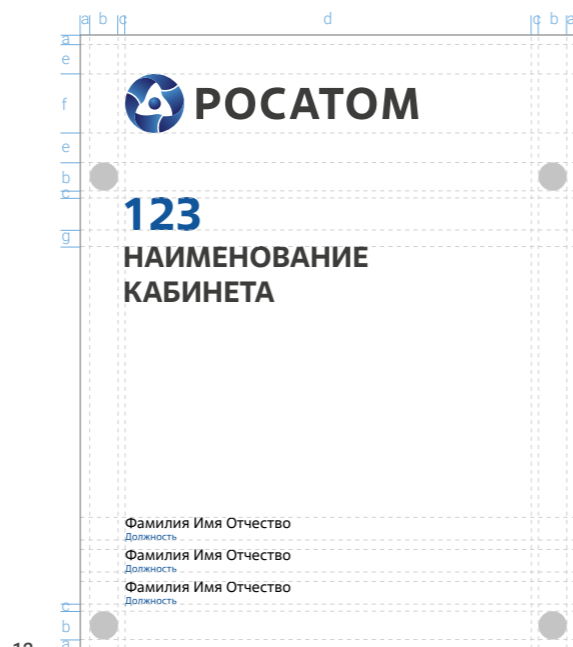 a b c d c b a
a
e
f
РОСАТОМ
e
b
c
123
g
НАИМЕНОВАНИЕ
КАБИНЕТА
Фамилия Имя Отчество
Должность
Фамилия Имя Отчество
Должность
Фамилия Имя Отчество
Должность
c
b
a